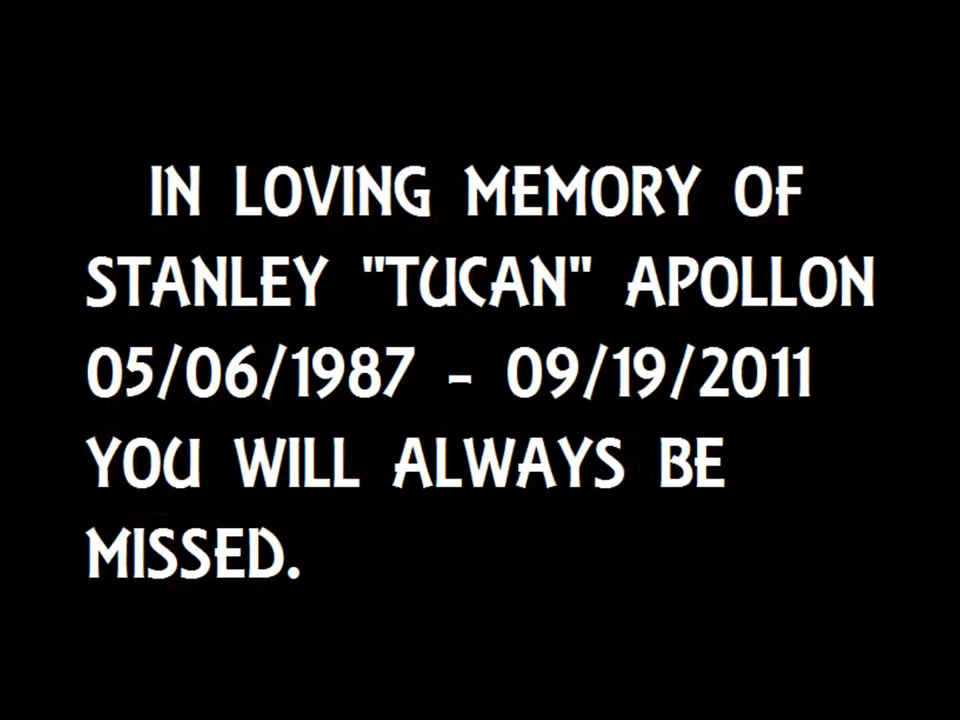 IN LOVING MEMORY OF
STANLEY "TUCAN" APOLLON
05/06/1987 - 09/19/2011
YOU WILL ALWAYS BE
MISSED.